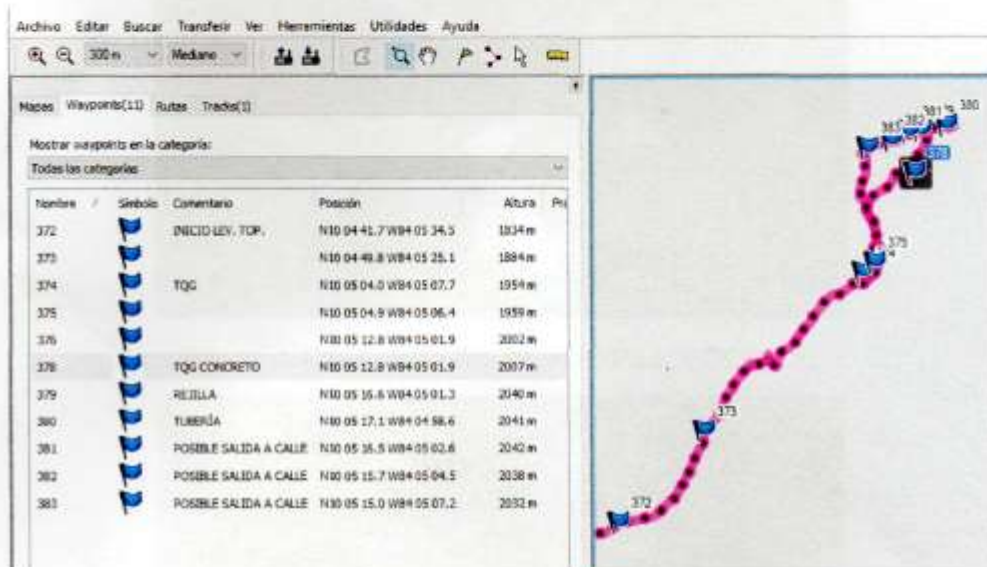 Archivo Editar Buscar Transferir Ver Herramientas Utilidades Ayuda
300 m Mediano
Mapas Waypoints(11) Rutas Tracks(1)
Mostrar waypoints en la categoría:
Todas las categorías
Nombre Símbolo Comentario Posición Altura
372 INICIO LEV. TOP. N10 04 41.7 W84 05 34.5 1834 m
373 N10 04 49.8 W84 05 25.1 1884 m
374 TQG N10 05 04.0 W84 05 07.7 1954 m
375 N10 05 04.9 W84 05 06.4 1959 m
376 N10 05 12.8 W84 05 01.9 2002 m
378 TQG CONCRETO N10 05 12.8 W84 05 01.9 2007 m
379 REJILLA N10 05 16.6 W84 05 01.3 2040 m
380 TUBERÍA N10 05 17.1 W84 04 58.6 2041 m
381 POSIBLE SALIDA A CALLE N10 05 16.5 W84 05 02.6 2042 m
382 POSIBLE SALIDA A CALLE N10 05 15.7 W84 05 04.5 2038 m
383 POSIBLE SALIDA A CALLE N10 05 15.0 W84 05 07.2 2032 m
383 382 381 380
378
375
4
373
372